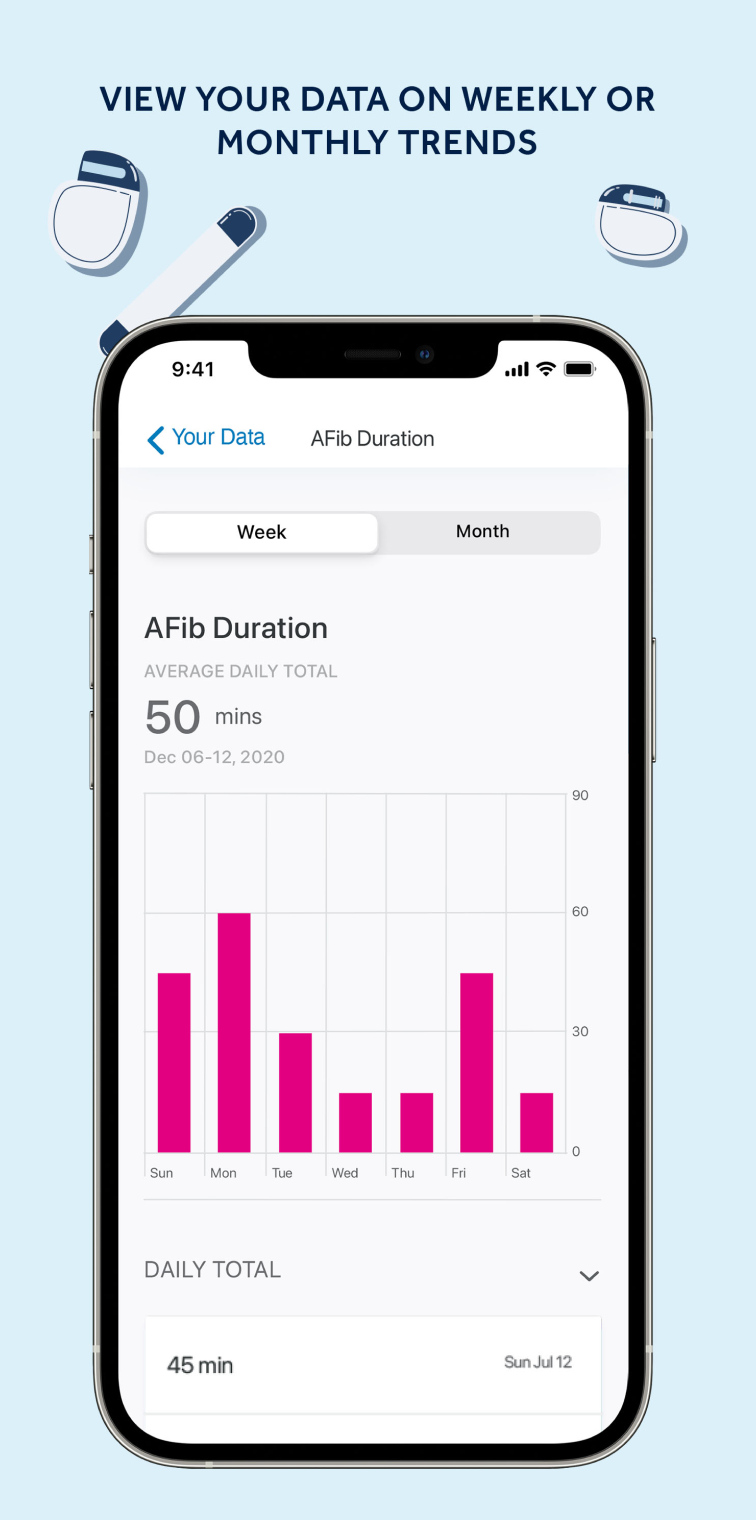 VIEW YOUR DATA ON WEEKLY OR
MONTHLY TRENDS
9:41
Your Data AFib Duration
Week Month
AFib Duration
AVERAGE DAILY TOTAL
50 mins
Dec 06-12, 2020
90
60
30
0
Sun Mon Tue Wed Thu Fri Sat
DAILY TOTAL
45 min Sun Jul 12